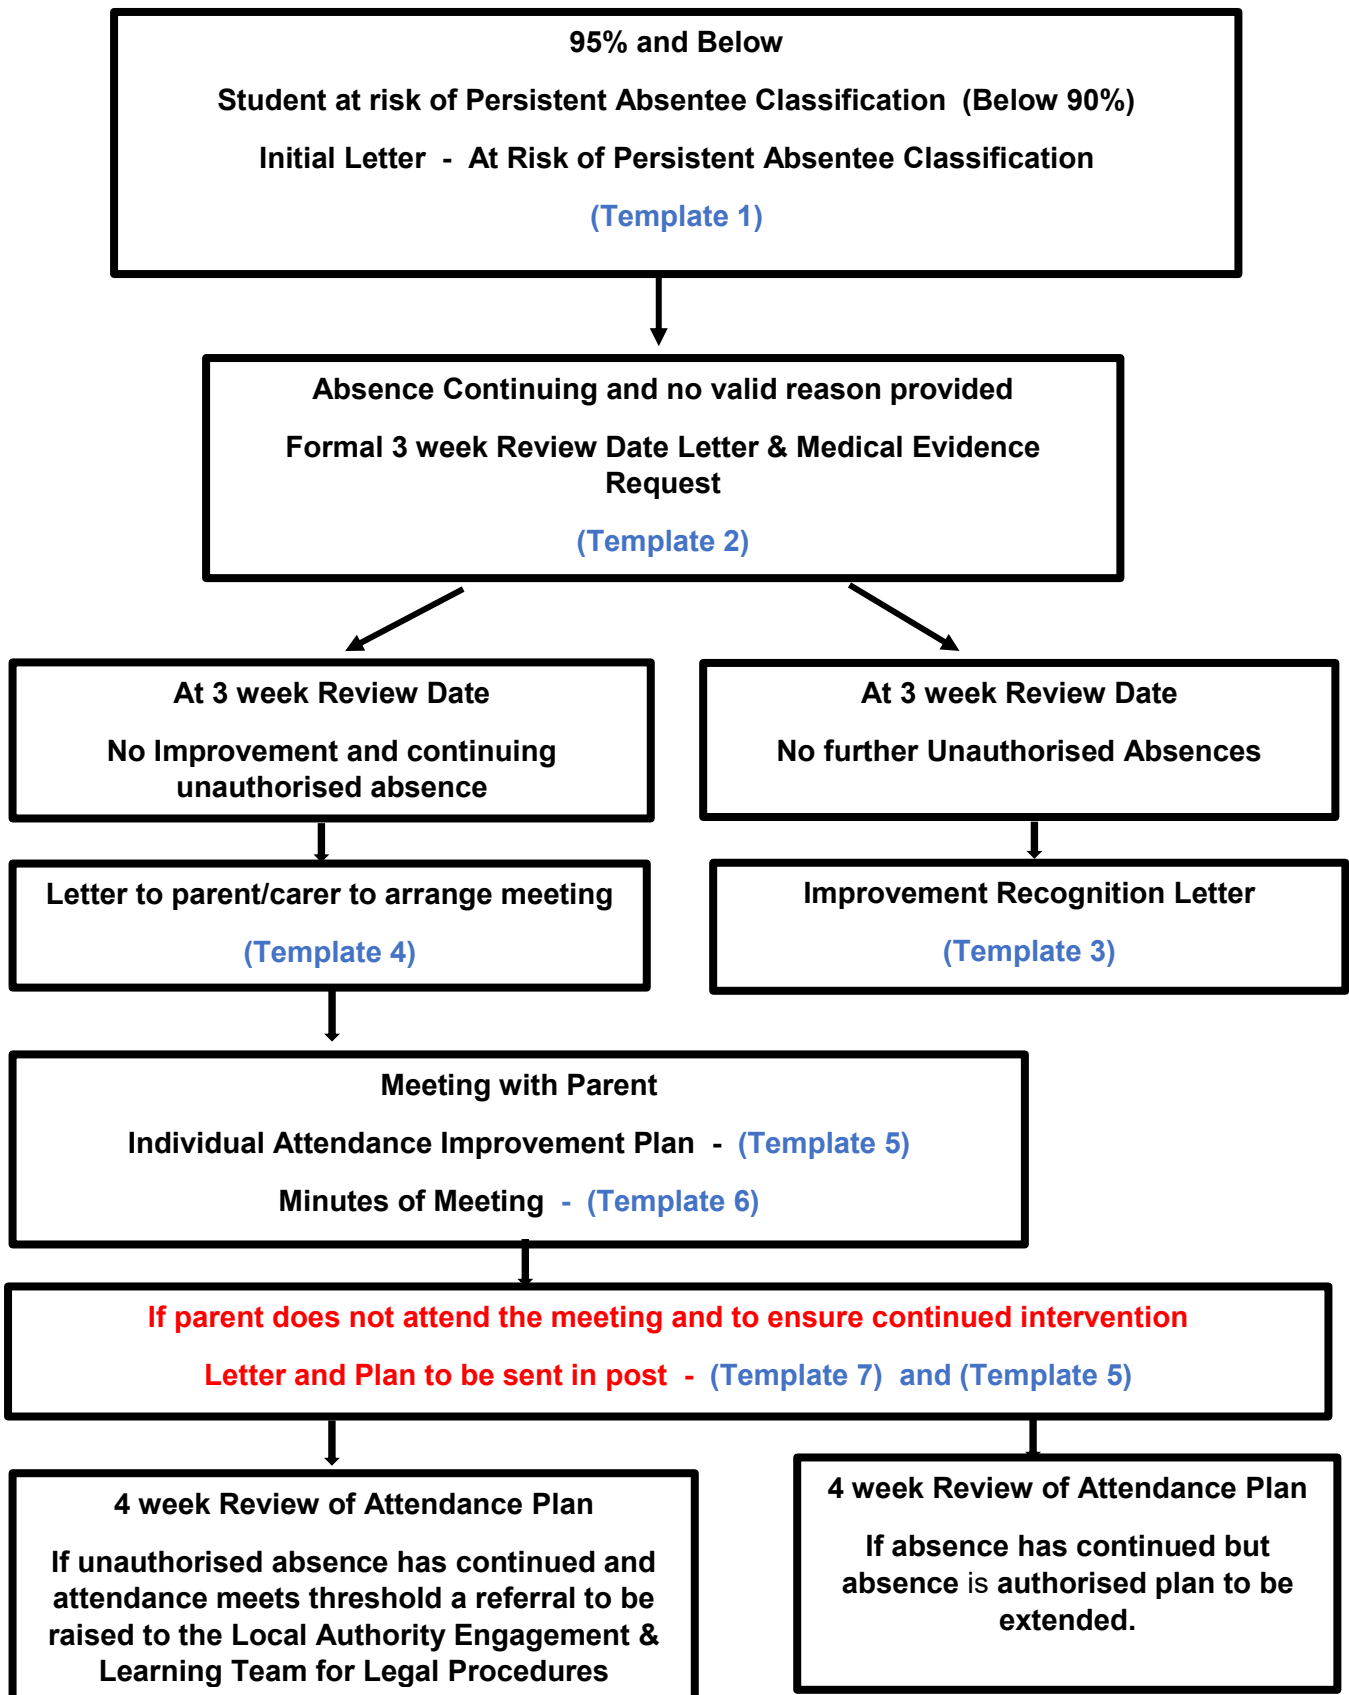 95% and Below
Student at risk of Persistent Absentee Classification (Below 90%)
Initial Letter - At Risk of Persistent Absentee Classification
(Template 1)
Absence Continuing and no valid reason provided
Formal 3 week Review Date Letter & Medical Evidence
Request
(Template 2)
At 3 week Review Date
No Improvement and continuing
unauthorised absence
At 3 week Review Date
No further Unauthorised Absences
Letter to parent/carer to arrange meeting
(Template 4)
Improvement Recognition Letter
(Template 3)
Meeting with Parent
Individual Attendance Improvement Plan - (Template 5)
Minutes of Meeting - (Template 6)
If parent does not attend the meeting and to ensure continued intervention
Letter and Plan to be sent in post - (Template 7) and (Template 5)
4 week Review of Attendance Plan
If unauthorised absence has continued and
attendance meets threshold a referral to be
raised to the Local Authority Engagement &
Learning Team for Legal Procedures
4 week Review of Attendance Plan
If absence has continued but
absence is authorised plan to be
extended.